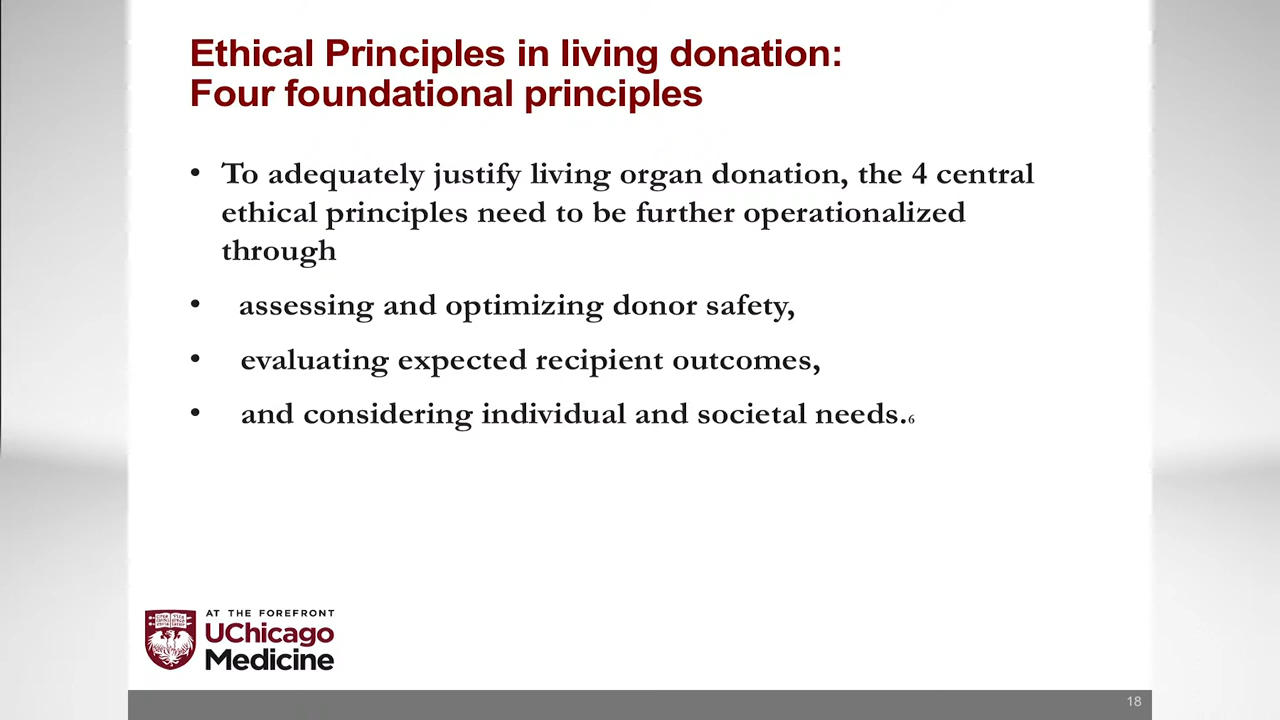 Ethical Principles in living donation:
Four foundational principles
• To adequately justify living organ donation, the 4 central
ethical principles need to be further operationalized
through
• assessing and optimizing donor safety,
• evaluating expected recipient outcomes,
• and considering individual and societal needs.6
AT THE FOREFRONT
UChicago
Medicine
18